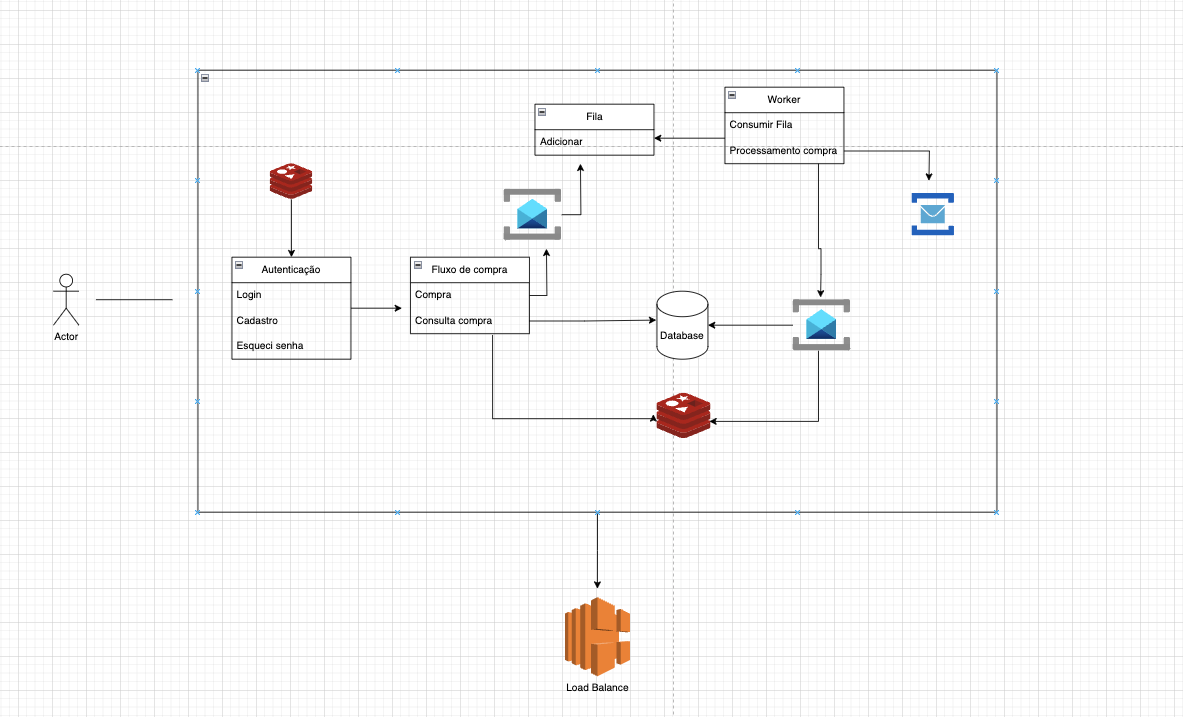 Worker
Consumir Fila
Processamento compra
Fila
Adicionar
Autenticação
Login
Cadastro
Esqueci senha
Fluxo de compra
Compra
Consulta compra
Database
Actor
Load Balance